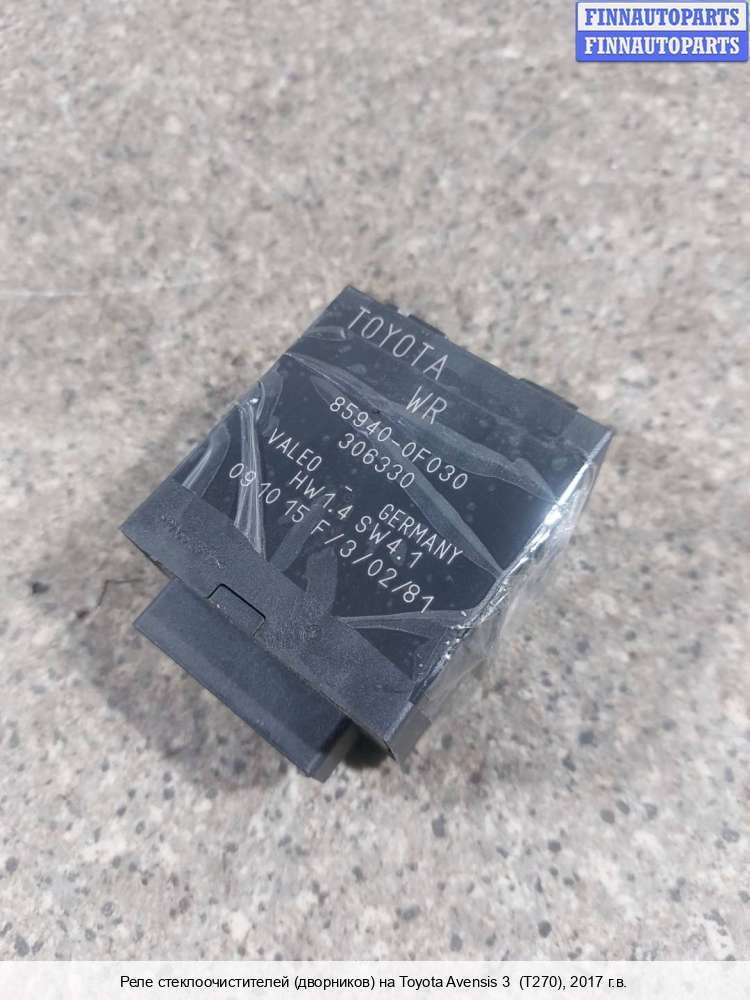 FINNAUTOPARTS
FINNAUTOPARTS
TOYOTA
WR
85940-0F030
306330
VALEO - GERMANY
HW1.4 SW4.1
09 10 15 F/3/02/81
Реле стеклоочистителей (дворников) на Toyota Avensis 3 (T270), 2017 г.в.